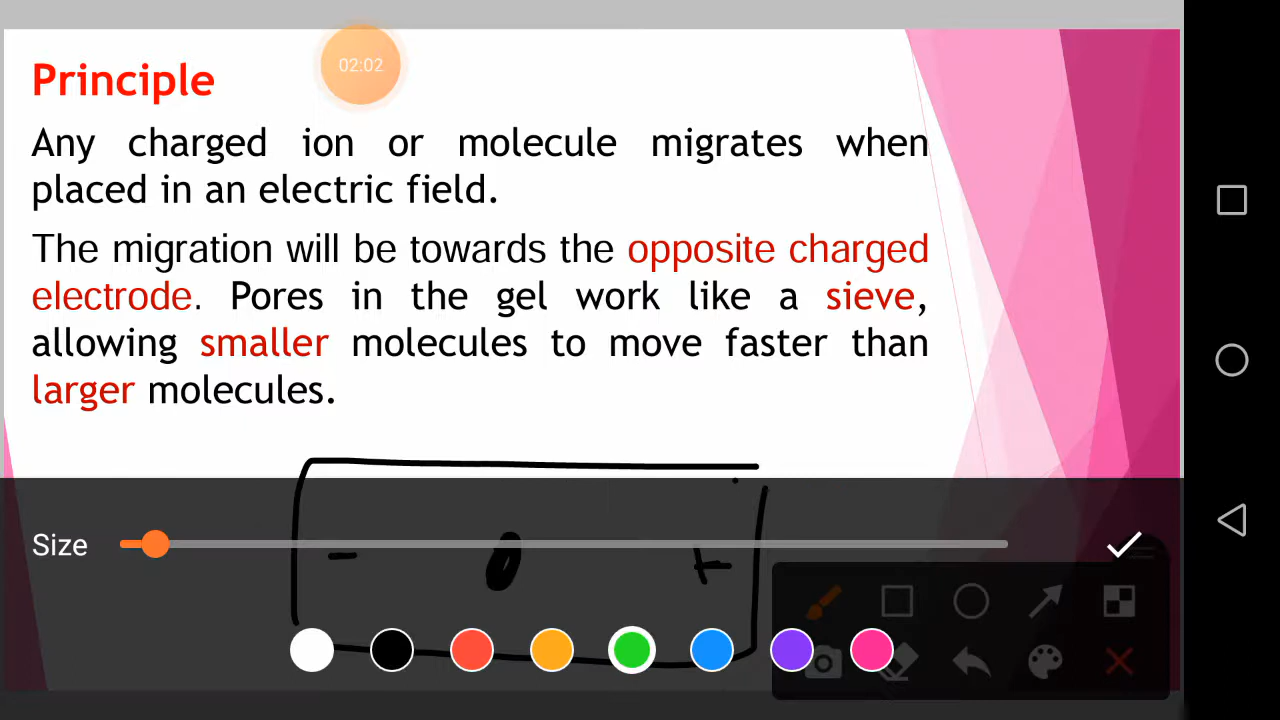 Principle
02:02
Any charged ion or molecule migrates when
placed in an electric field.
The migration will be towards the opposite charged
electrode. Pores in the gel work like a sieve,
allowing smaller molecules to move faster than
larger molecules.
Size
- 0 +